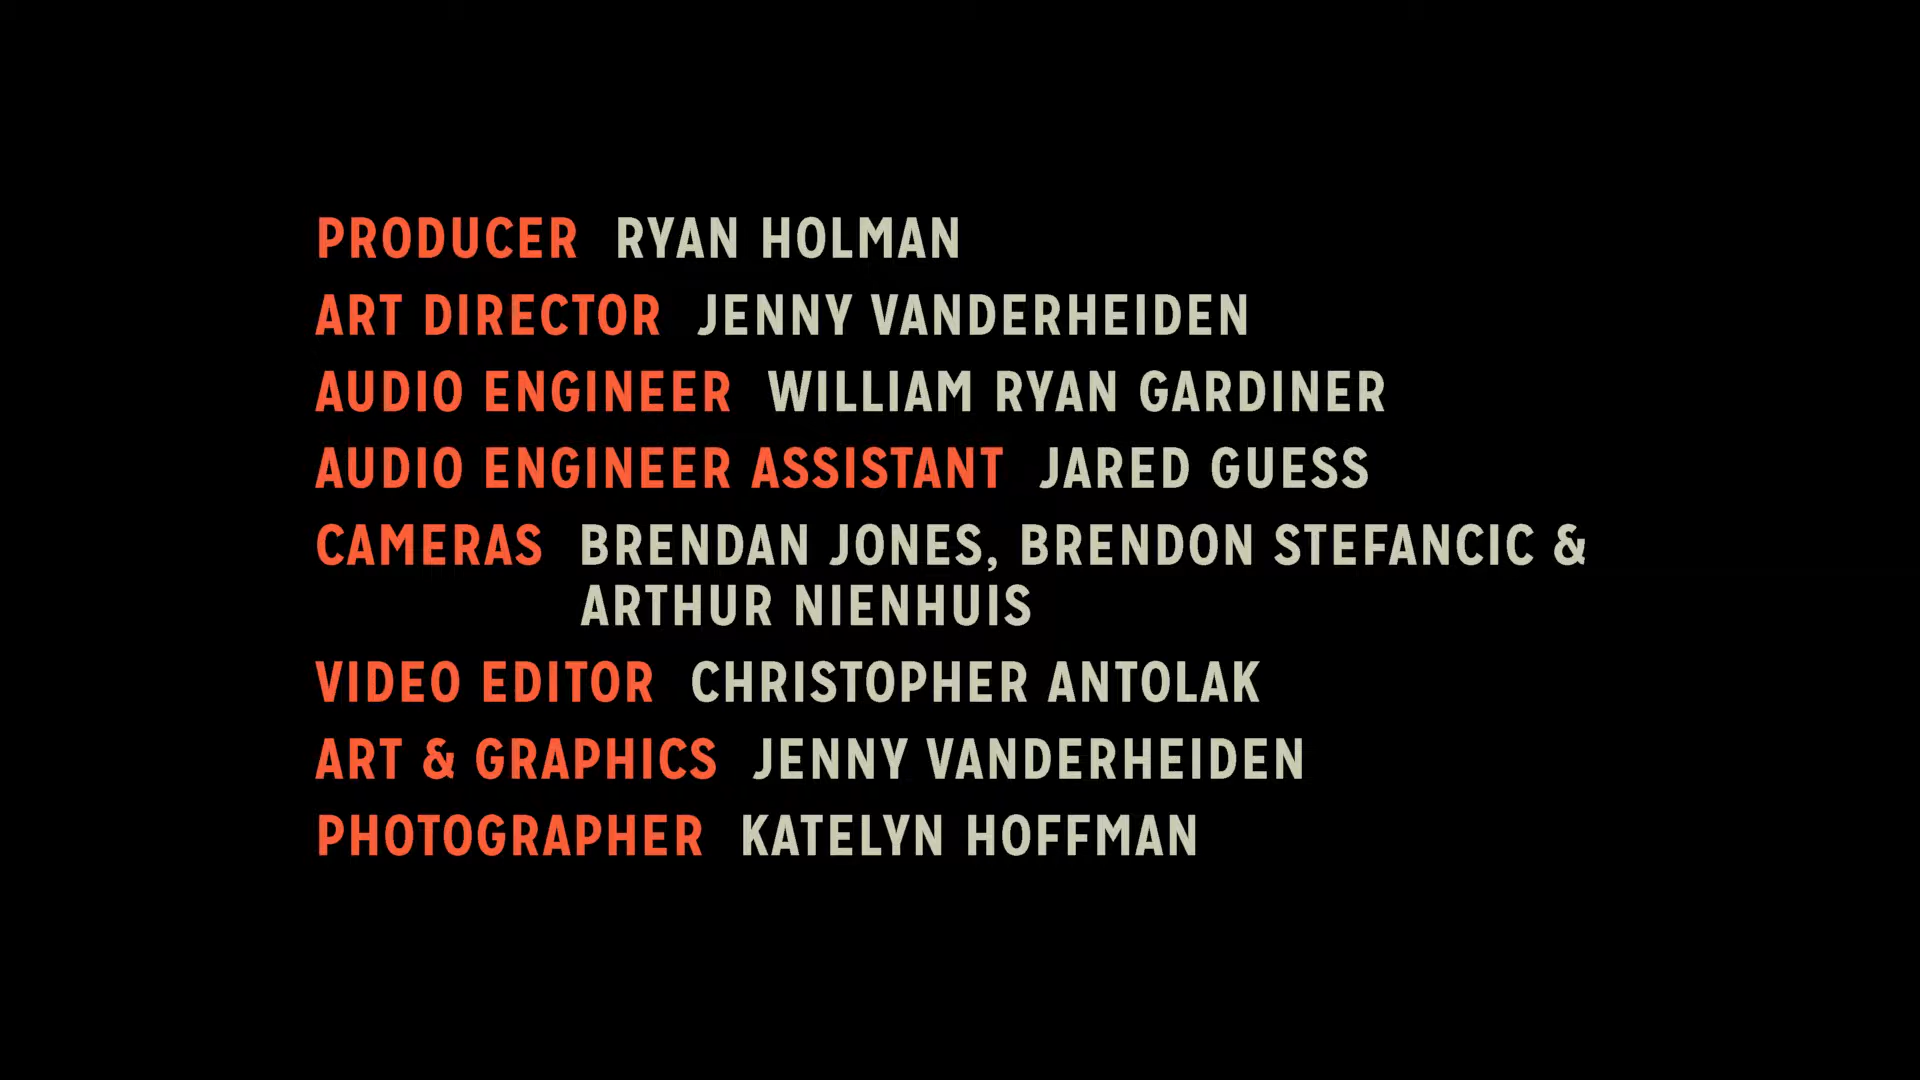 PRODUCER RYAN HOLMAN
ART DIRECTOR JENNY VANDERHEIDEN
AUDIO ENGINEER WILLIAM RYAN GARDINER
AUDIO ENGINEER ASSISTANT JARED GUESS
CAMERAS BRENDAN JONES, BRENDON STEFANCIC &
ARTHUR NIENHUIS
VIDEO EDITOR CHRISTOPHER ANTOLAK
ART & GRAPHICS JENNY VANDERHEIDEN
PHOTOGRAPHER KATELYN HOFFMAN